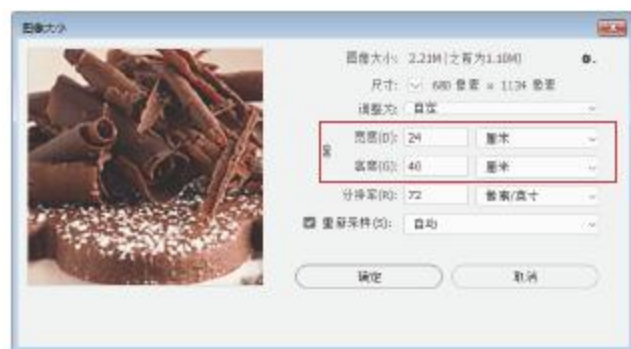 图像大小
图像大小: 2.21M(之前为1.10M)
尺寸: 680 像素 × 1134 像素
调整为: 自定
宽度(D): 24 厘米
高度(G): 40 厘米
分辨率(R): 72 像素/英寸
重新采样(S): 自动
确定 取消